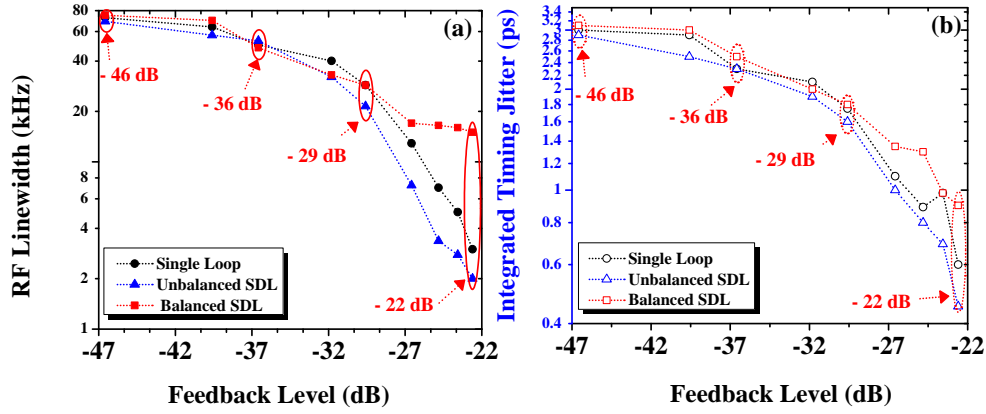 (a)
RF Linewidth (kHz)
80
60
40
20
8
6
4
2
1
- 46 dB
- 36 dB
- 29 dB
- 22 dB
Single Loop
Unbalanced SDL
Balanced SDL
-47 -42 -37 -32 -27 -22
Feedback Level (dB)
(b)
Integrated Timing Jitter (ps)
3.4
3.2
3
2.8
2.6
2.4
2.2
2
1.8
1.6
1.4
1.2
1
0.8
0.6
0.4
- 46 dB
- 36 dB
- 29 dB
- 22 dB
Single Loop
Unbalanced SDL
Balanced SDL
-47 -42 -37 -32 -27 -22
Feedback Level (dB)